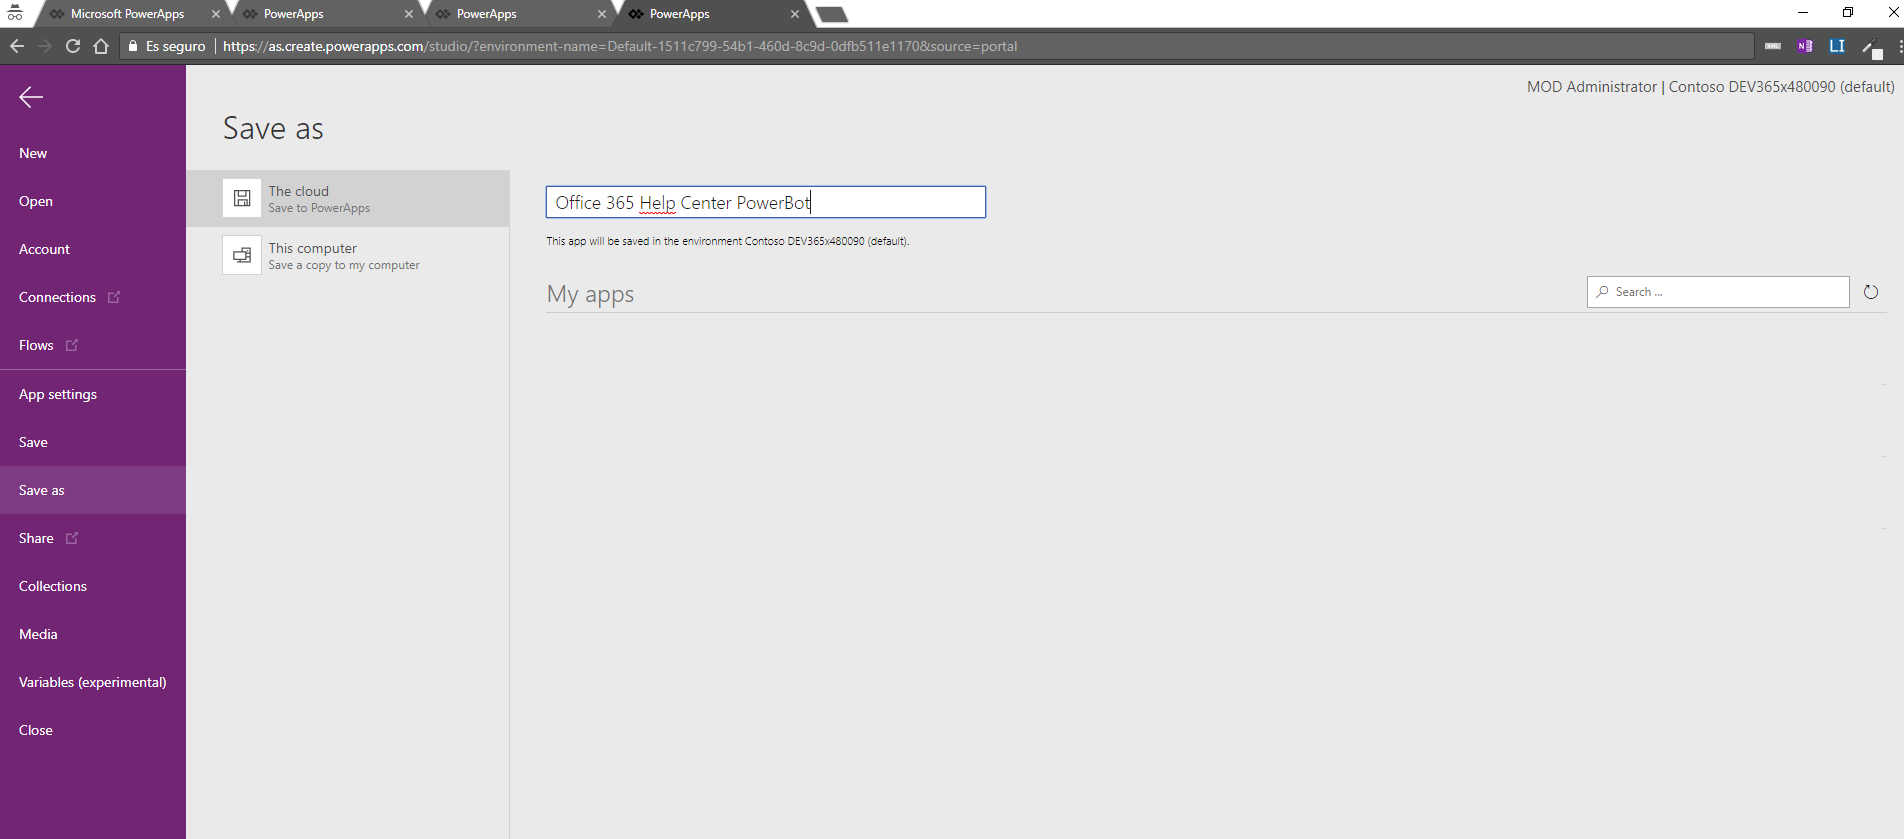 Microsoft PowerApps
PowerApps
PowerApps
PowerApps
Es seguro
https://as.create.powerapps.com/studio/?environment-name=Default-1511c799-54b1-460d-8c9d-0dfb511e1170&source=portal
XML
N
LI
MOD Administrator | Contoso DEV365x480090 (default)
New
Open
Account
Connections
Flows
App settings
Save
Save as
Share
Collections
Media
Variables (experimental)
Close
Save as
The cloud
Save to PowerApps
This computer
Save a copy to my computer
Office 365 Help Center PowerBot
This app will be saved in the environment Contoso DEV365x480090 (default).
My apps
Search ...